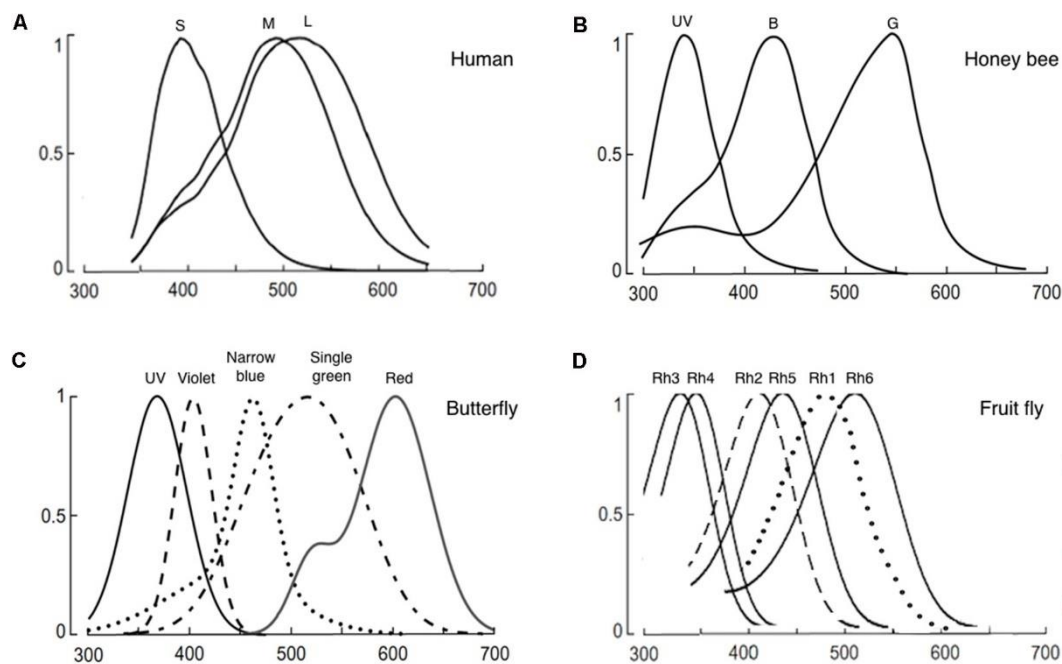 A
S M L
Human
1
0.5
0
300 400 500 600 700
B
UV B G
Honey bee
1
0.5
0
300 400 500 600 700
C
UV Violet Narrow blue Single green Red
Butterfly
1
0.5
0
300 400 500 600 700
D
Rh3 Rh4 Rh2 Rh5 Rh1 Rh6
Fruit fly
1
0.5
0
300 400 500 600 700